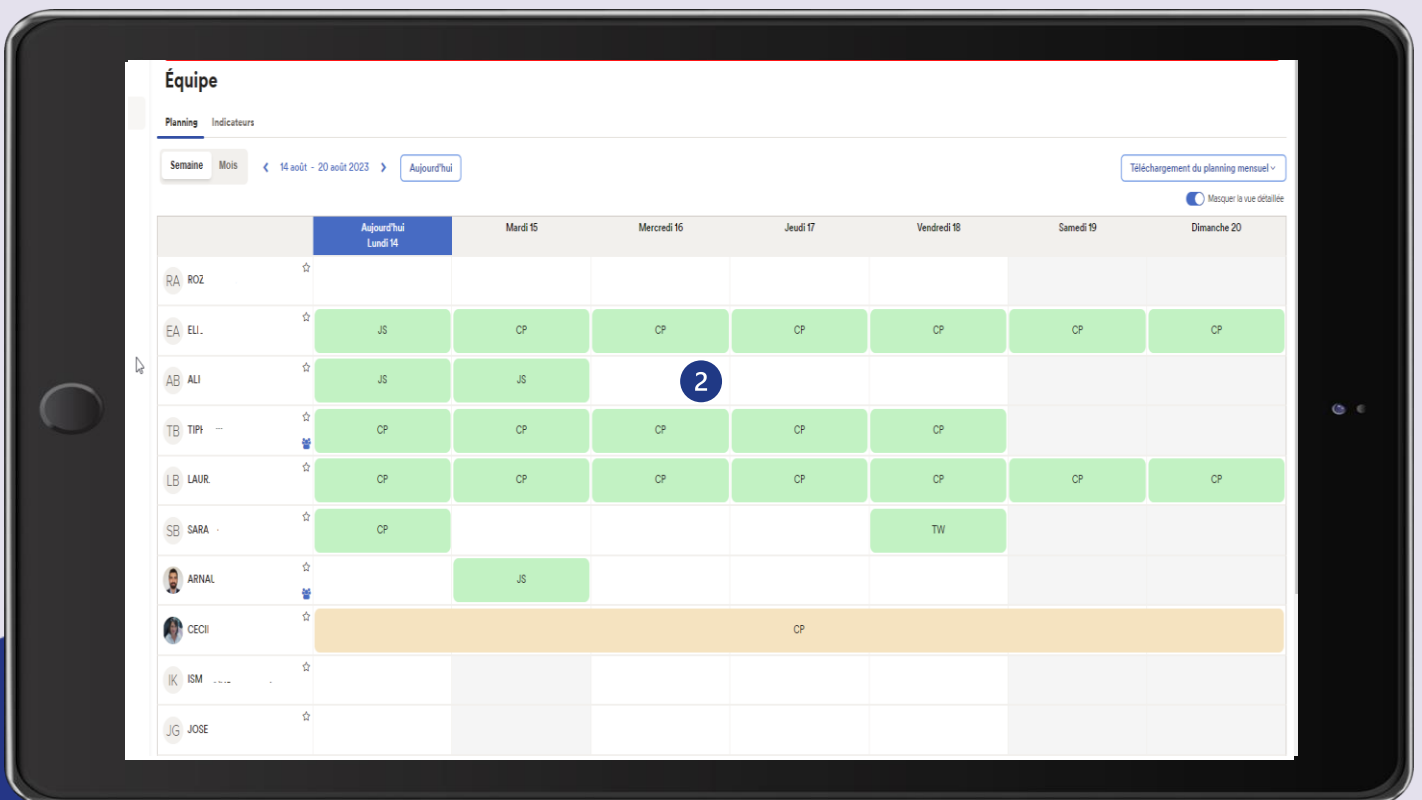 Équipe
Planning Indicateurs
Semaine Mois 14 août - 20 août 2023 Aujourd'hui Téléchargement du planning mensuel
Masquer la vue détaillée
Aujourd'hui Lundi 14 Mardi 15 Mercredi 16 Jeudi 17 Vendredi 18 Samedi 19 Dimanche 20
RA ROZ
EA ELI. JS CP CP CP CP CP CP
AB ALI JS JS 2
TB TIPH CP CP CP CP CP
LB LAUR. CP CP CP CP CP CP CP
SB SARA CP TW
ARNAL JS
CECII CP
IK ISM
JG JOSE